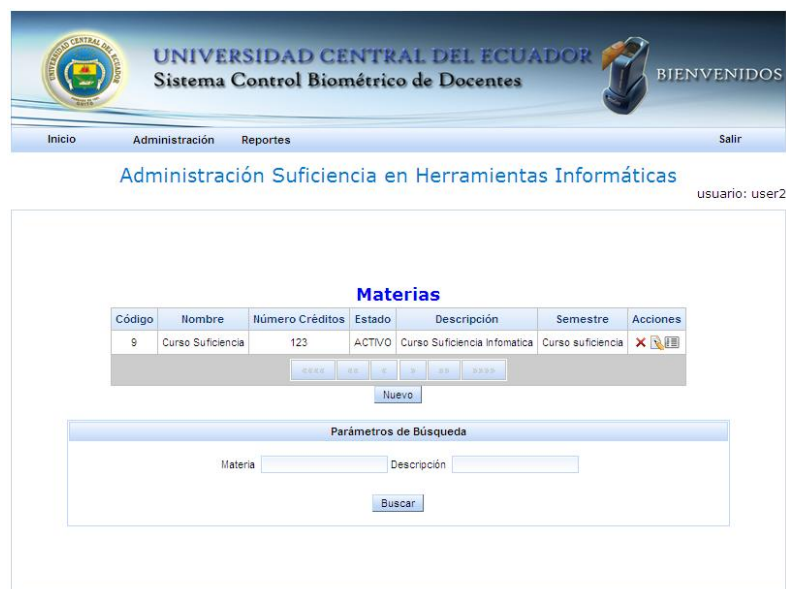 UNIVERSIDAD CENTRAL DEL ECUADOR
Sistema Control Biométrico de Docentes
BIENVENIDOS
Inicio Administración Reportes Salir
Administración Suficiencia en Herramientas Informáticas
usuario: user2
Materias
Código Nombre Número Créditos Estado Descripción Semestre Acciones
9 Curso Suficiencia 123 ACTIVO Curso Suficiencia Infomatica Curso suficiencia
«««« «« « » »» »»»»
Nuevo
Parámetros de Búsqueda
Materia Descripción
Buscar